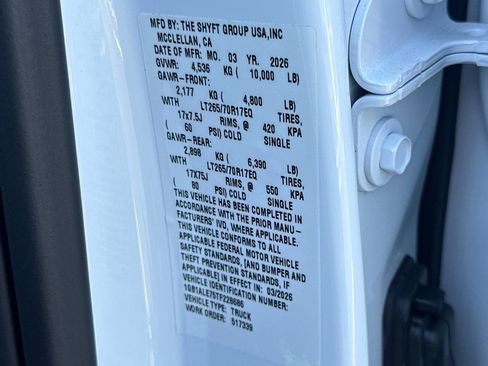 MFD BY: THE SHYFT GROUP USA,INC
MCCLELLAN, CA
DATE OF MFR: MO. 03 YR. 2026
GVWR: 4,536 KG ( 10,000 LB)
GAWR-FRONT:
2,177 KG ( 4,800 LB)
WITH LT265/70R17EQ TIRES,
17x7.5J RIMS, @ 420 KPA
( 60 PSI) COLD SINGLE
GAWR-REAR:
2,898 KG ( 6,390 LB)
WITH LT265/70R17EQ TIRES,
17X75J RIMS, @ 550 KPA
( 80 PSI) COLD SINGLE
THIS VEHICLE HAS BEEN COMPLETED IN
ACCORDANCE WITH THE PRIOR MANU-
FACTURERS' IVD, WHERE APPLICABLE.
THIS VEHICLE CONFORMS TO ALL
APPLICABLE FEDERAL MOTOR VEHICLE
SAFETY STANDARDS, [AND BUMPER AND
THEFT PREVENTION STANDARDS, IF
APPLICABLE] IN EFFECT IN: 03/2026
VEHICLE IDENTIFICATION NUMBER:
VEHICLE TYPE: TRUCK
WORK ORDER: 517339